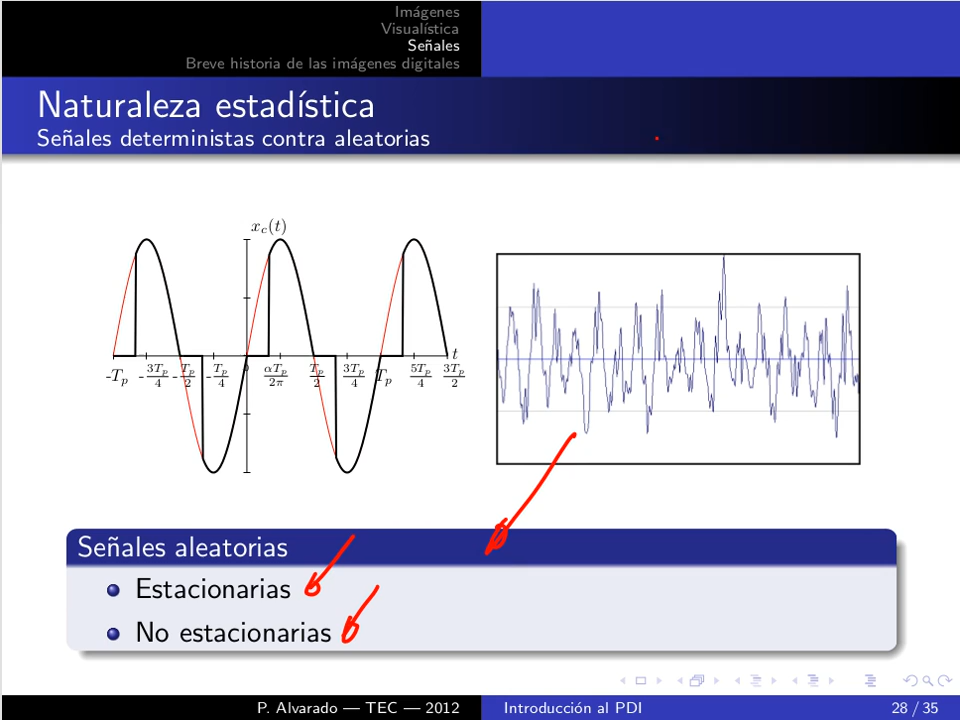 Imágenes
Visualística
Señales
Breve historia de las imágenes digitales
Naturaleza estadística
Señales deterministas contra aleatorias
x_c(t)
t
-T_p -3T_p/4 -T_p/2 -T_p/4 0 αT_p/2π T_p/2 3T_p/4 T_p 5T_p/4 3T_p/2
Señales aleatorias
Estacionarias
No estacionarias
P. Alvarado — TEC — 2012 Introducción al PDI 28 / 35